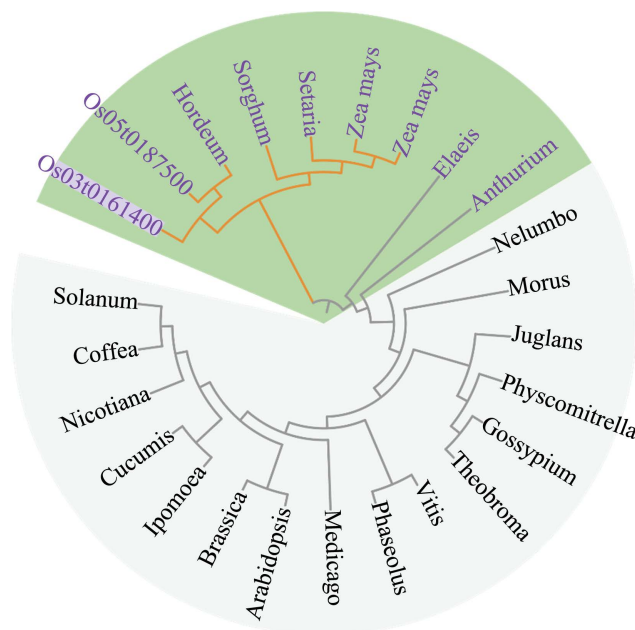 Os03t0161400
Os05t0187500
Hordeum
Sorghum
Setaria
Zea mays
Zea mays
Elaeis
Anthurium
Nelumbo
Morus
Juglans
Physcomitrella
Gossypium
Theobroma
Vitis
Phaseolus
Medicago
Arabidopsis
Brassica
Ipomoea
Cucumis
Nicotiana
Coffea
Solanum